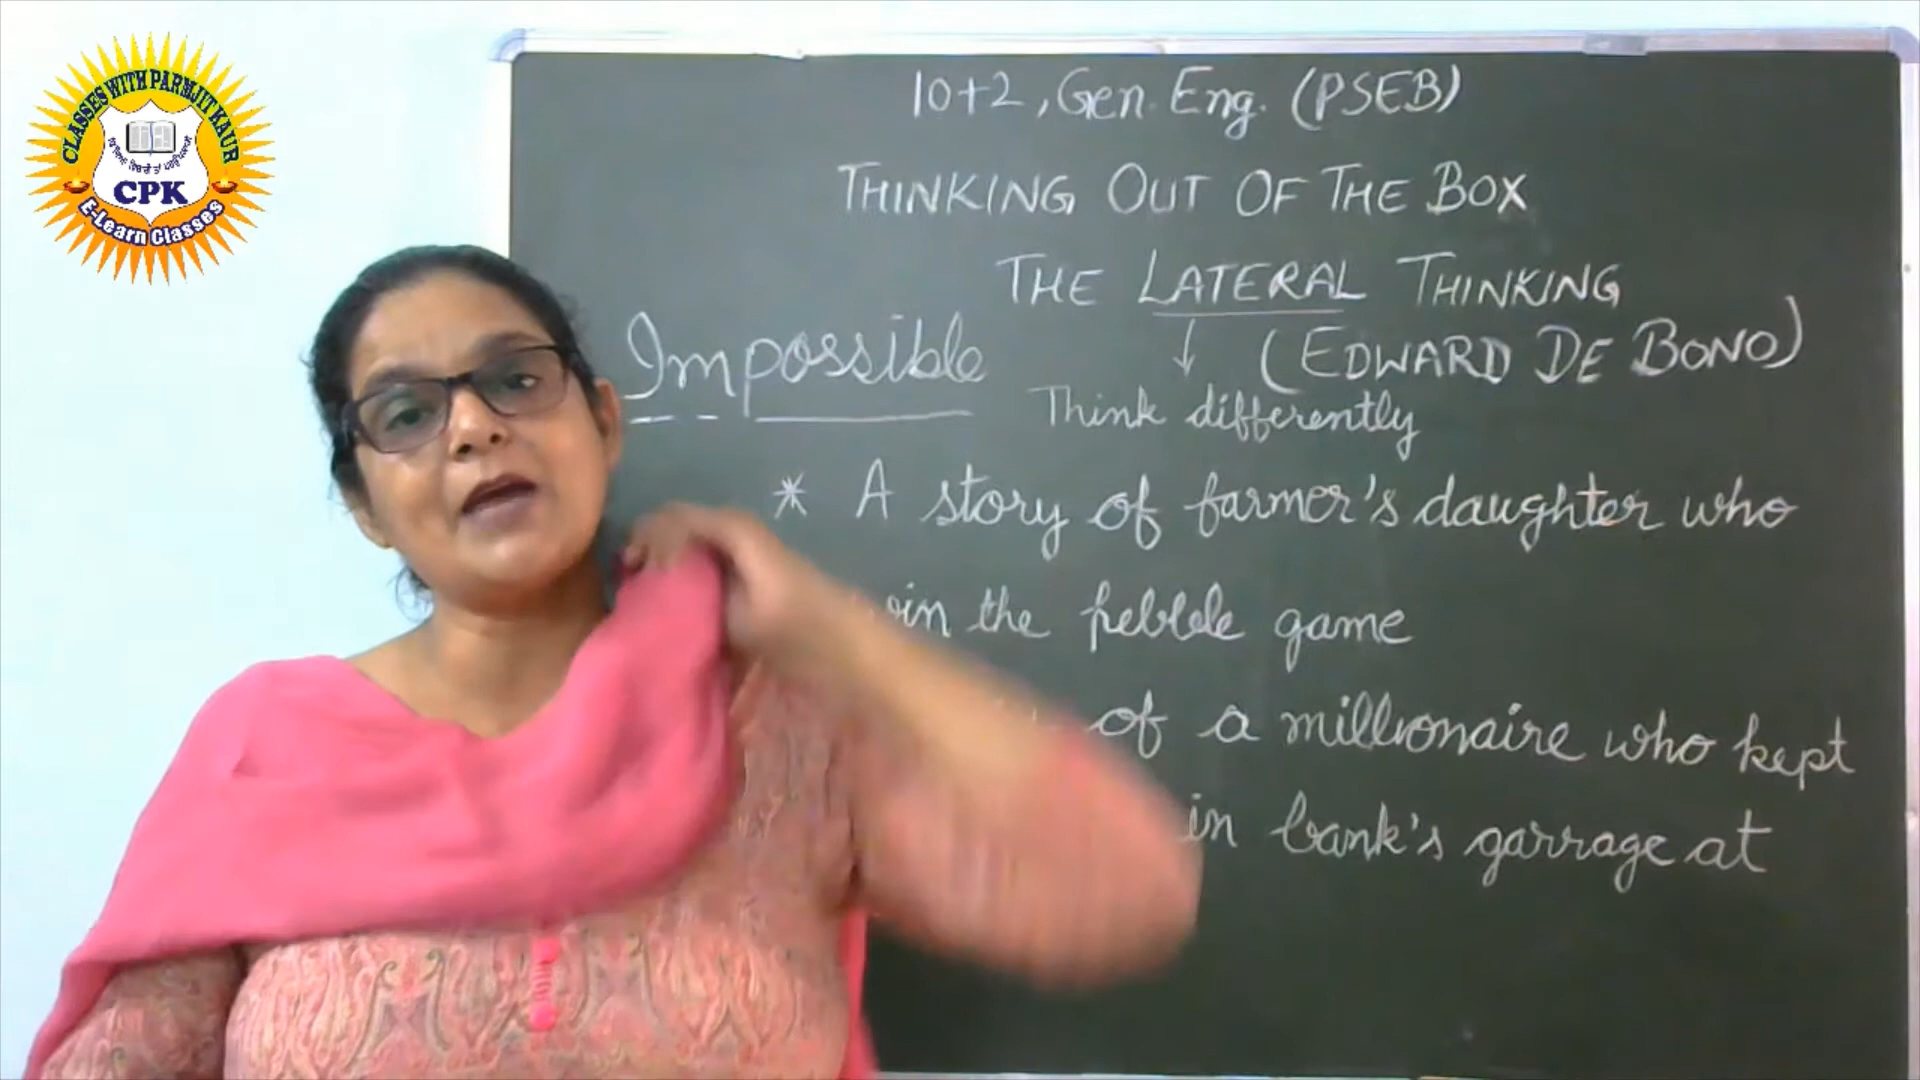 CLASSES WITH PARMJIT KAUR
CPK
E-Learn Classes
10+2, Gen. Eng. (PSEB)
THINKING OUT OF THE BOX
THE LATERAL THINKING
Impossible
↓ (EDWARD DE BONO)
Think differently
* A story of farmer's daughter who
in the pebble game
of a millionaire who kept
in bank's garrage at